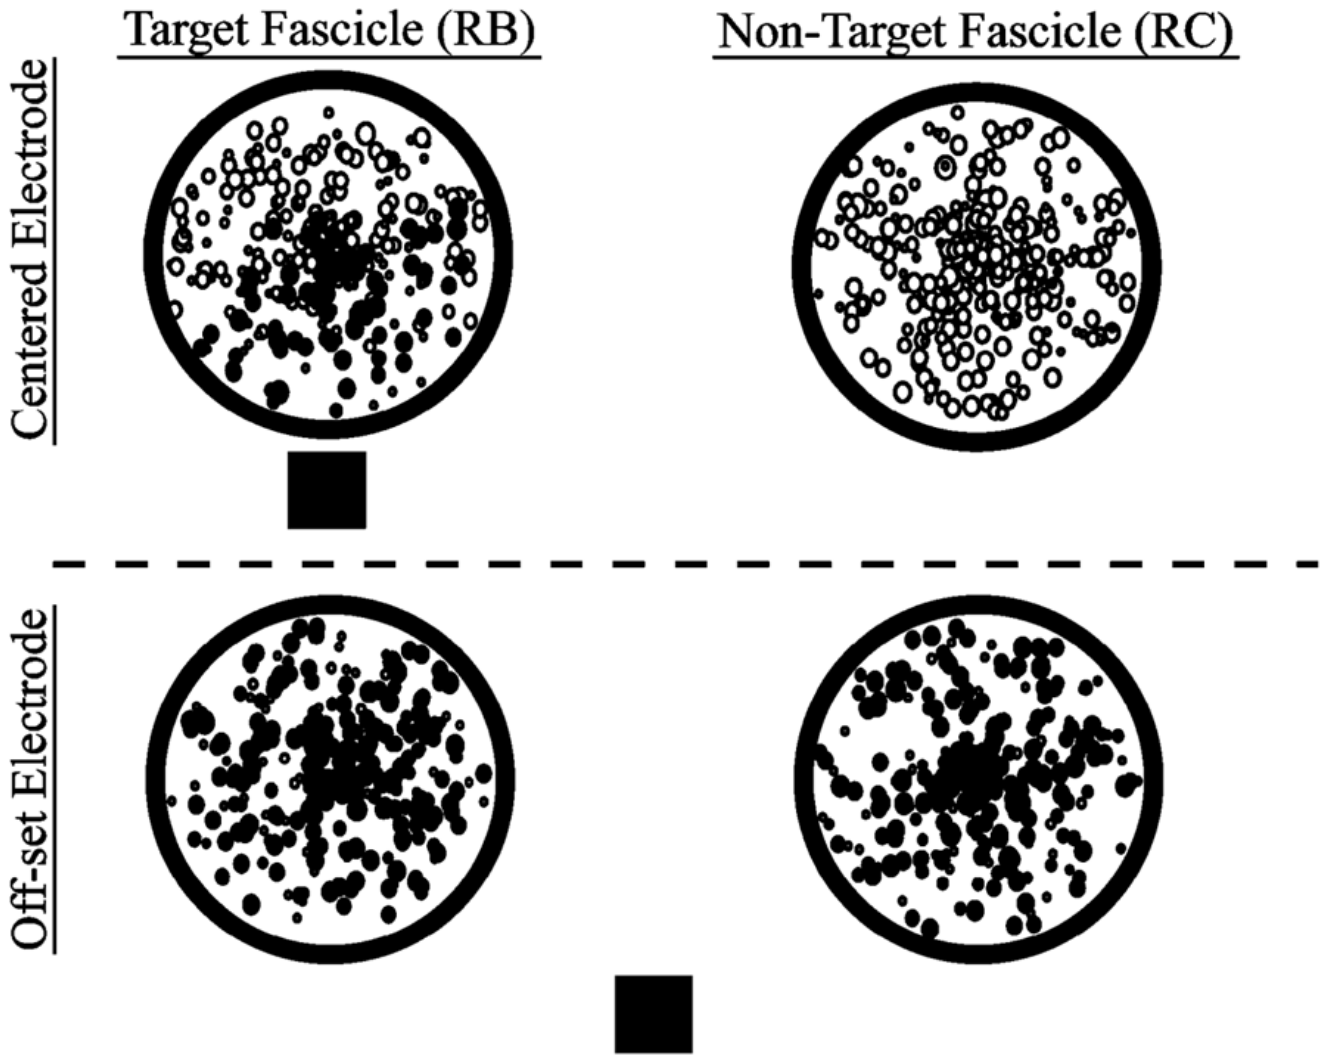 Target Fascicle (RB)
Non-Target Fascicle (RC)
Centered Electrode
Off-set Electrode